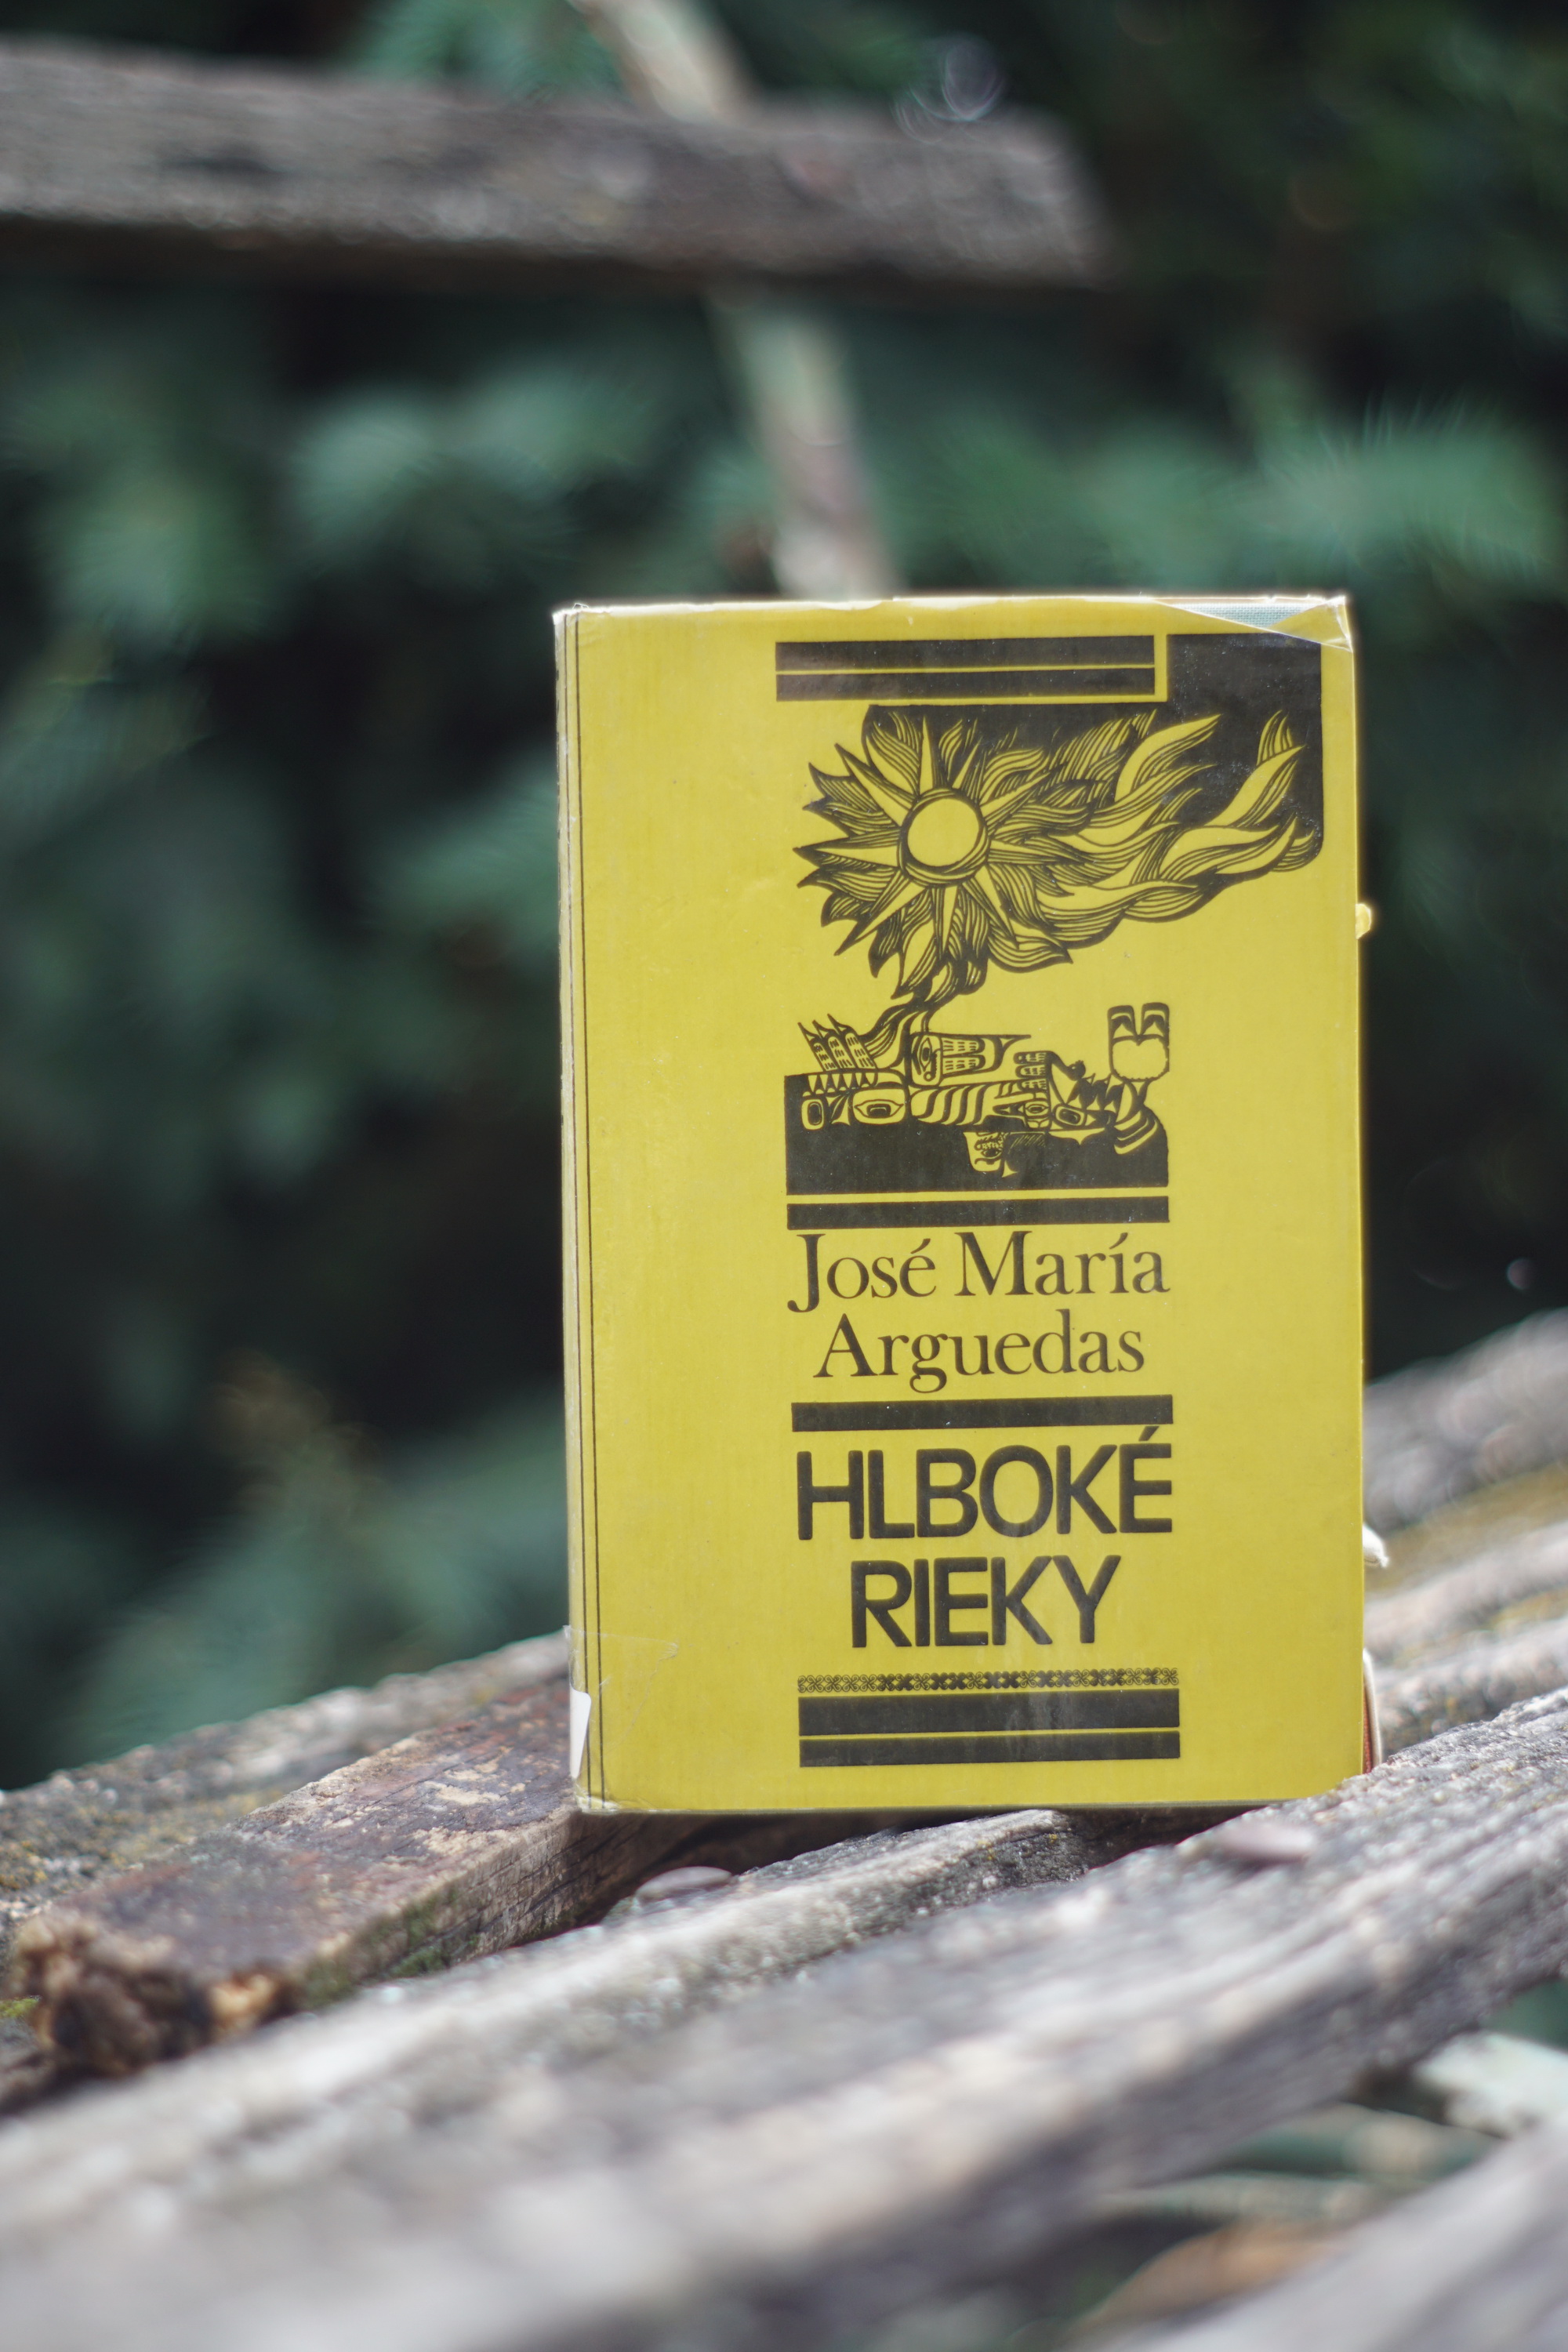 José María
Arguedas
HLBOKÉ
RIEKY